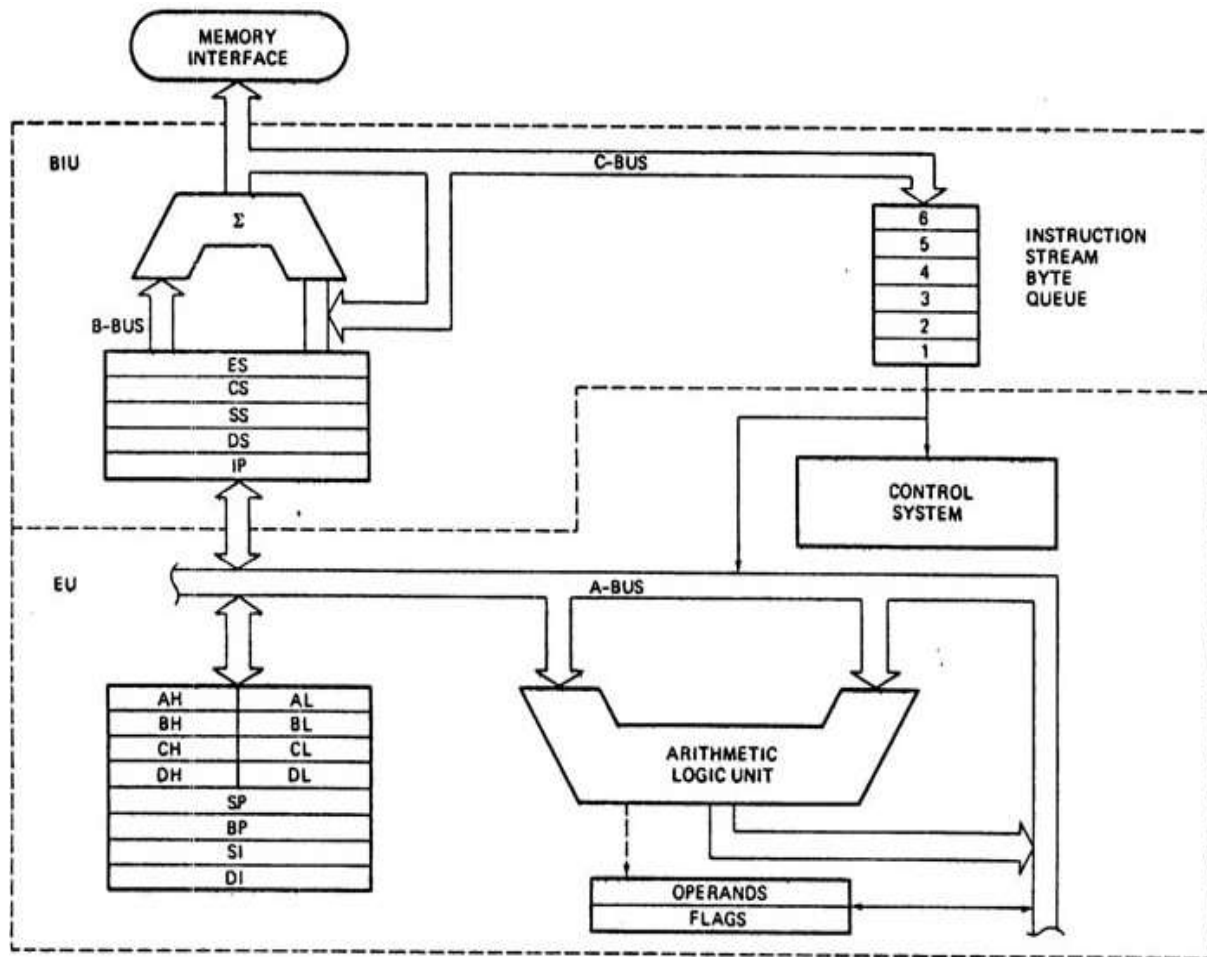 MEMORY
INTERFACE
BIU
C-BUS
Σ
B-BUS
6
5
4
3
2
1
INSTRUCTION
STREAM
BYTE
QUEUE
ES
CS
SS
DS
IP
CONTROL
SYSTEM
EU
A-BUS
AH AL
BH BL
CH CL
DH DL
SP
BP
SI
DI
ARITHMETIC
LOGIC UNIT
OPERANDS
FLAGS